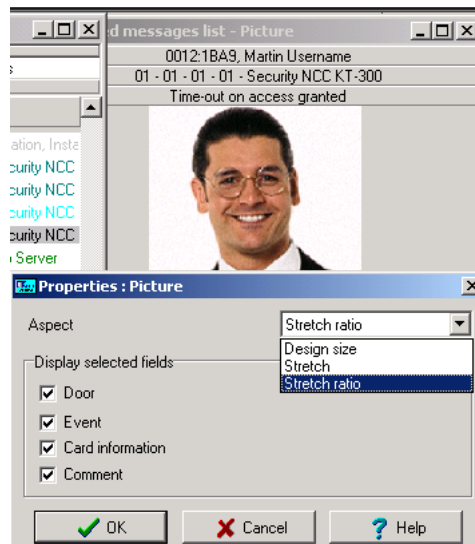 d messages list - Picture
0012:1BA9, Martin Username
01 - 01 - 01 - 01 - Security NCC KT-300
Time-out on access granted
s
ation, Insta
curity NCC
curity NCC
curity NCC
curity NCC
Server
Properties : Picture
Aspect
Stretch ratio
Design size
Stretch
Stretch ratio
Display selected fields
Door
Event
Card information
Comment
OK
Cancel
? Help